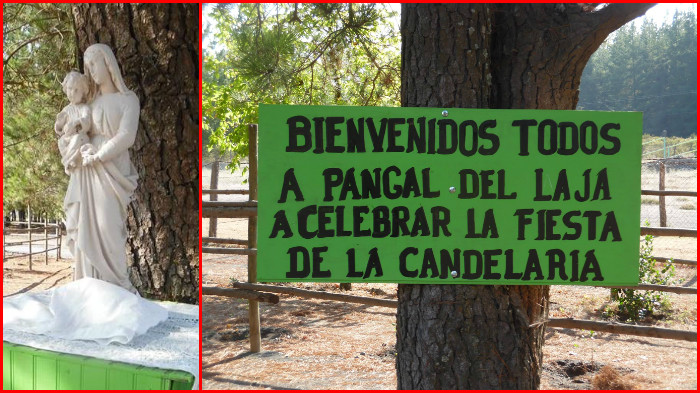 BIENVENIDOS TODOS
A PANGAL DEL LAJA
A CELEBRAR LA FIESTA
DE LA CANDELARIA